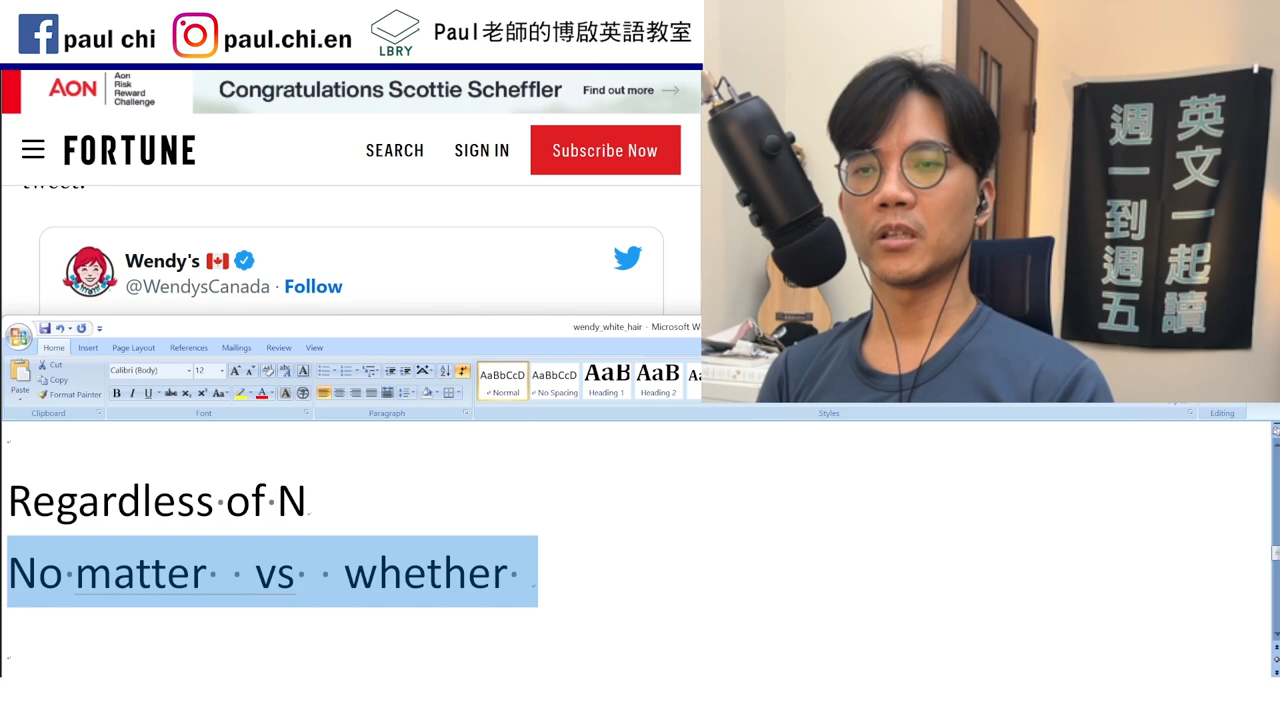 paul chi
paul.chi.en
LBRY
Paul老師的博啟英語教室
AON
Aon
Risk
Reward
Challenge
Congratulations Scottie Scheffler
Find out more
FORTUNE
SEARCH
SIGN IN
Subscribe Now
tweet:
Wendy's
@WendysCanada · Follow
wendy_white_hair - Microsoft W
Home
Insert
Page Layout
References
Mailings
Review
View
Paste
Cut
Copy
Format Painter
Clipboard
Calibri (Body)
12
Font
Paragraph
AaBbCcD
Normal
AaBbCcD
No Spacing
AaB
Heading 1
AaB
Heading 2
Styles
Editing
Regardless of N
No matter vs whether
英文一起讀
週一到週五